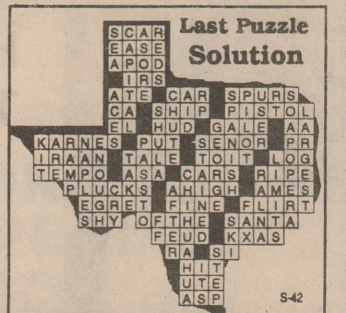 Last Puzzle
Solution
SCAR
EASE
APOD
IRS
ATE CAR SPURS
CA SHIP PISTOL
EL HUD GALE AA
KARNES PUT SENOR PR
IRAAN TALE TOIT LOG
TEMPO ASA CARS RIPE
PLUCKS AHIGH AMES
EGRET FINE FLIRT
SHY OFTHE SANTA
FEUD KXAS
RA SI
HIT
UTE
ASP
S-42